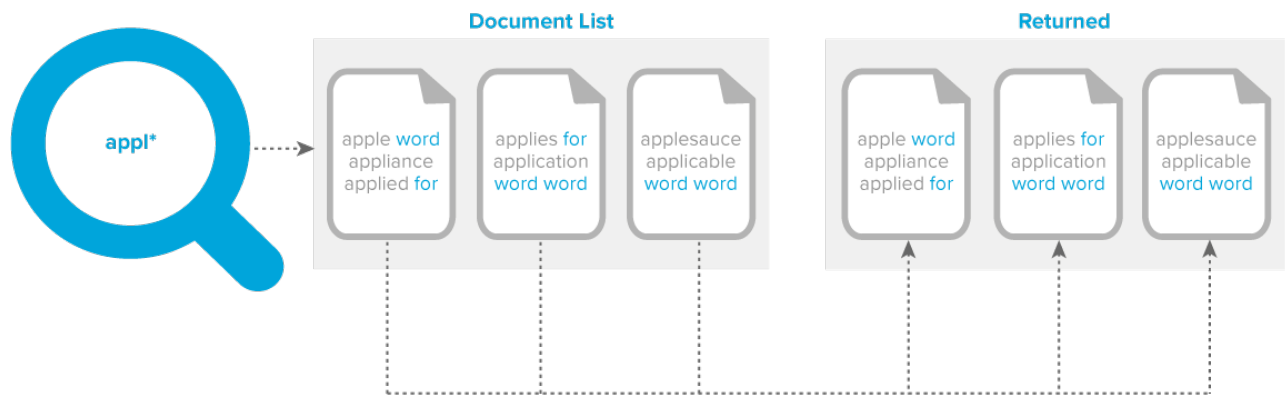 Document List
Returned
appl*
apple word
appliance
applied for
applies for
application
word word
applesauce
applicable
word word
apple word
appliance
applied for
applies for
application
word word
applesauce
applicable
word word